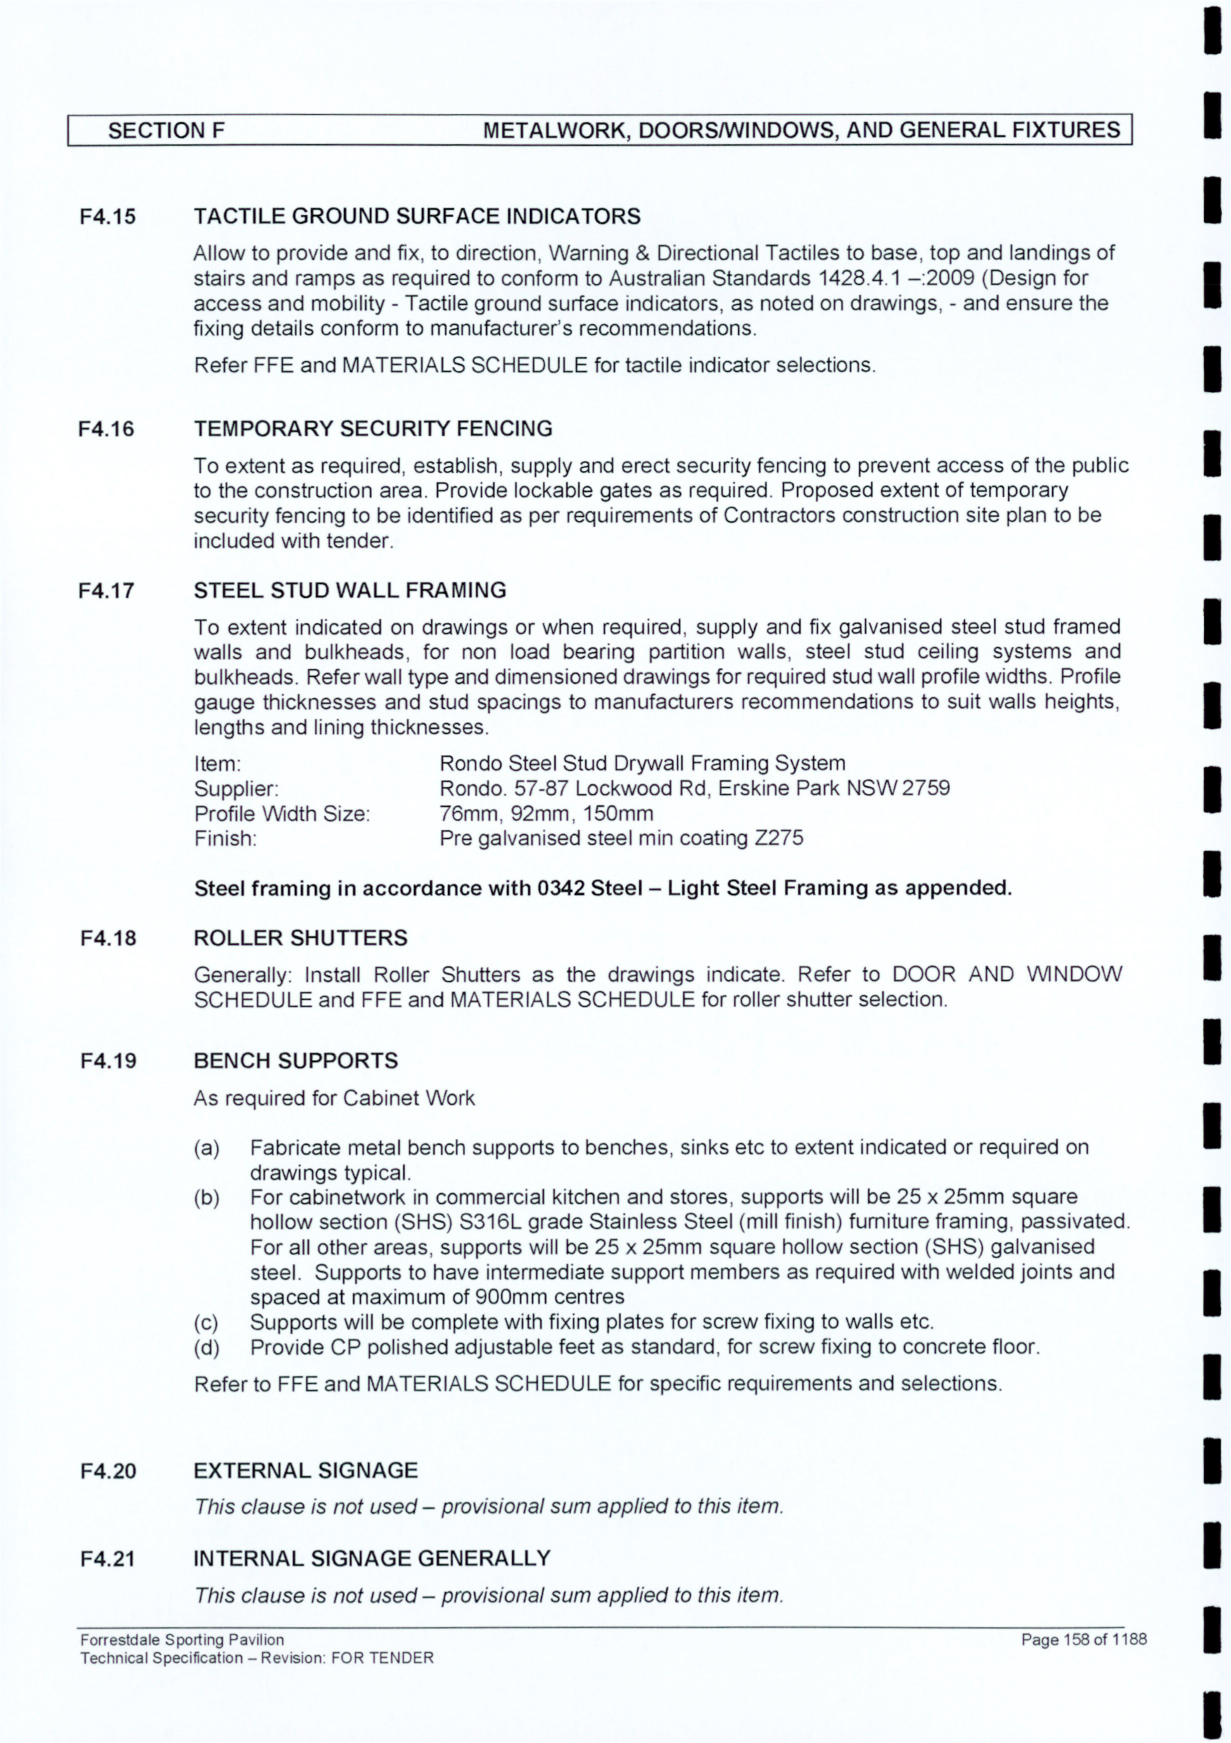 SECTION F METALWORK, DOORS/WINDOWS, AND GENERAL FIXTURES
F4.15 TACTILE GROUND SURFACE INDICATORS
Allow to provide and fix, to direction, Warning & Directional Tactiles to base, top and landings of
stairs and ramps as required to conform to Australian Standards 1428.4.1 –:2009 (Design for
access and mobility - Tactile ground surface indicators, as noted on drawings, - and ensure the
fixing details conform to manufacturer's recommendations.
Refer FFE and MATERIALS SCHEDULE for tactile indicator selections.
F4.16 TEMPORARY SECURITY FENCING
To extent as required, establish, supply and erect security fencing to prevent access of the public
to the construction area. Provide lockable gates as required. Proposed extent of temporary
security fencing to be identified as per requirements of Contractors construction site plan to be
included with tender.
F4.17 STEEL STUD WALL FRAMING
To extent indicated on drawings or when required, supply and fix galvanised steel stud framed
walls and bulkheads, for non load bearing partition walls, steel stud ceiling systems and
bulkheads. Refer wall type and dimensioned drawings for required stud wall profile widths. Profile
gauge thicknesses and stud spacings to manufacturers recommendations to suit walls heights,
lengths and lining thicknesses.
Item: Rondo Steel Stud Drywall Framing System
Supplier: Rondo. 57-87 Lockwood Rd, Erskine Park NSW 2759
Profile Width Size: 76mm, 92mm, 150mm
Finish: Pre galvanised steel min coating Z275
Steel framing in accordance with 0342 Steel – Light Steel Framing as appended.
F4.18 ROLLER SHUTTERS
Generally: Install Roller Shutters as the drawings indicate. Refer to DOOR AND WINDOW
SCHEDULE and FFE and MATERIALS SCHEDULE for roller shutter selection.
F4.19 BENCH SUPPORTS
As required for Cabinet Work
(a) Fabricate metal bench supports to benches, sinks etc to extent indicated or required on
drawings typical.
(b) For cabinetwork in commercial kitchen and stores, supports will be 25 x 25mm square
hollow section (SHS) S316L grade Stainless Steel (mill finish) furniture framing, passivated.
For all other areas, supports will be 25 x 25mm square hollow section (SHS) galvanised
steel. Supports to have intermediate support members as required with welded joints and
spaced at maximum of 900mm centres
(c) Supports will be complete with fixing plates for screw fixing to walls etc.
(d) Provide CP polished adjustable feet as standard, for screw fixing to concrete floor.
Refer to FFE and MATERIALS SCHEDULE for specific requirements and selections.
F4.20 EXTERNAL SIGNAGE
This clause is not used – provisional sum applied to this item.
F4.21 INTERNAL SIGNAGE GENERALLY
This clause is not used – provisional sum applied to this item.
Forrestdale Sporting Pavilion Page 158 of 1188
Technical Specification – Revision: FOR TENDER